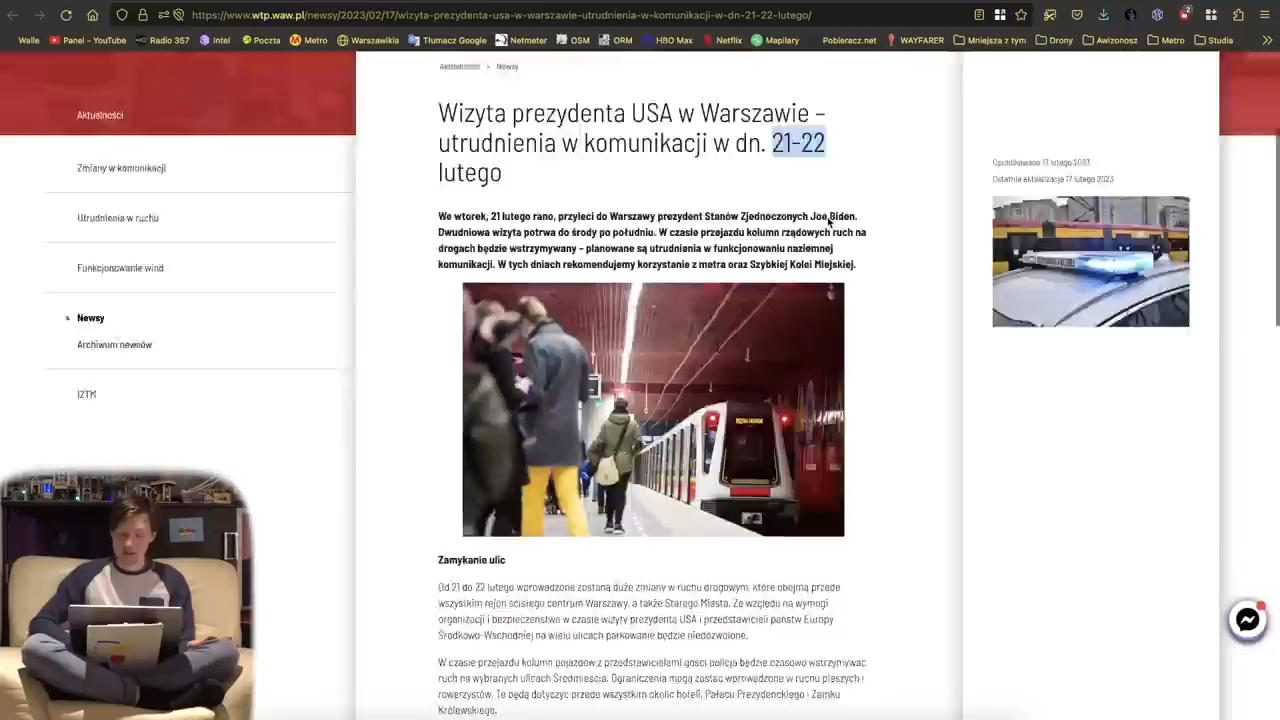 https://www.wtp.waw.pl/newsy/2023/02/17/wizyta-prezydenta-usa-w-warszawie-utrudnienia-w-komunikacji-w-dn-21-22-lutego/
2
Walle Panel - YouTube Radio 357 Intel Poczta Metro Warszawikia Tłumacz Google Netmeter OSM ORM HBO Max Netflix Mapilary Pobieracz.net WAYFARER Mniejsza z tym Drony Awizonosz Metro Studia
Aktualności > Newsy
Aktualności
Zmiany w komunikacji
Utrudnienia w ruchu
Funkcjonowanie wind
Newsy
Archiwum newsów
IZTM
Wizyta prezydenta USA w Warszawie –
utrudnienia w komunikacji w dn. 21-22
lutego
We wtorek, 21 lutego rano, przyleci do Warszawy prezydent Stanów Zjednoczonych Joe Biden.
Dwudniowa wizyta potrwa do środy po południu. W czasie przejazdu kolumn rządowych ruch na
drogach będzie wstrzymywany – planowane są utrudnienia w funkcjonowaniu naziemnej
komunikacji. W tych dniach rekomendujemy korzystanie z metra oraz Szybkiej Kolei Miejskiej.
Zamykanie ulic
Od 21 do 22 lutego wprowadzone zostaną duże zmiany w ruchu drogowym, które obejmą przede
wszystkim rejon ścisłego centrum Warszawy, a także Starego Miasta. Ze względu na wymogi
organizacji i bezpieczeństwa w czasie wizyty prezydenta USA i przedstawicieli państw Europy
Środkowo-Wschodniej na wielu ulicach parkowanie będzie niedozwolone.
W czasie przejazdu kolumn pojazdów z przedstawicielami gości policja będzie czasowo wstrzymywać
ruch na wybranych ulicach Śródmieścia. Ograniczenia mogą zostać wprowadzone w ruchu pieszych i
rowerzystów. Te będą dotyczyć przede wszystkim okolic hoteli, Pałacu Prezydenckiego i Zamku
Królewskiego.
Opublikowano 17 lutego 2023
Ostatnia aktualizacja 17 lutego 2023